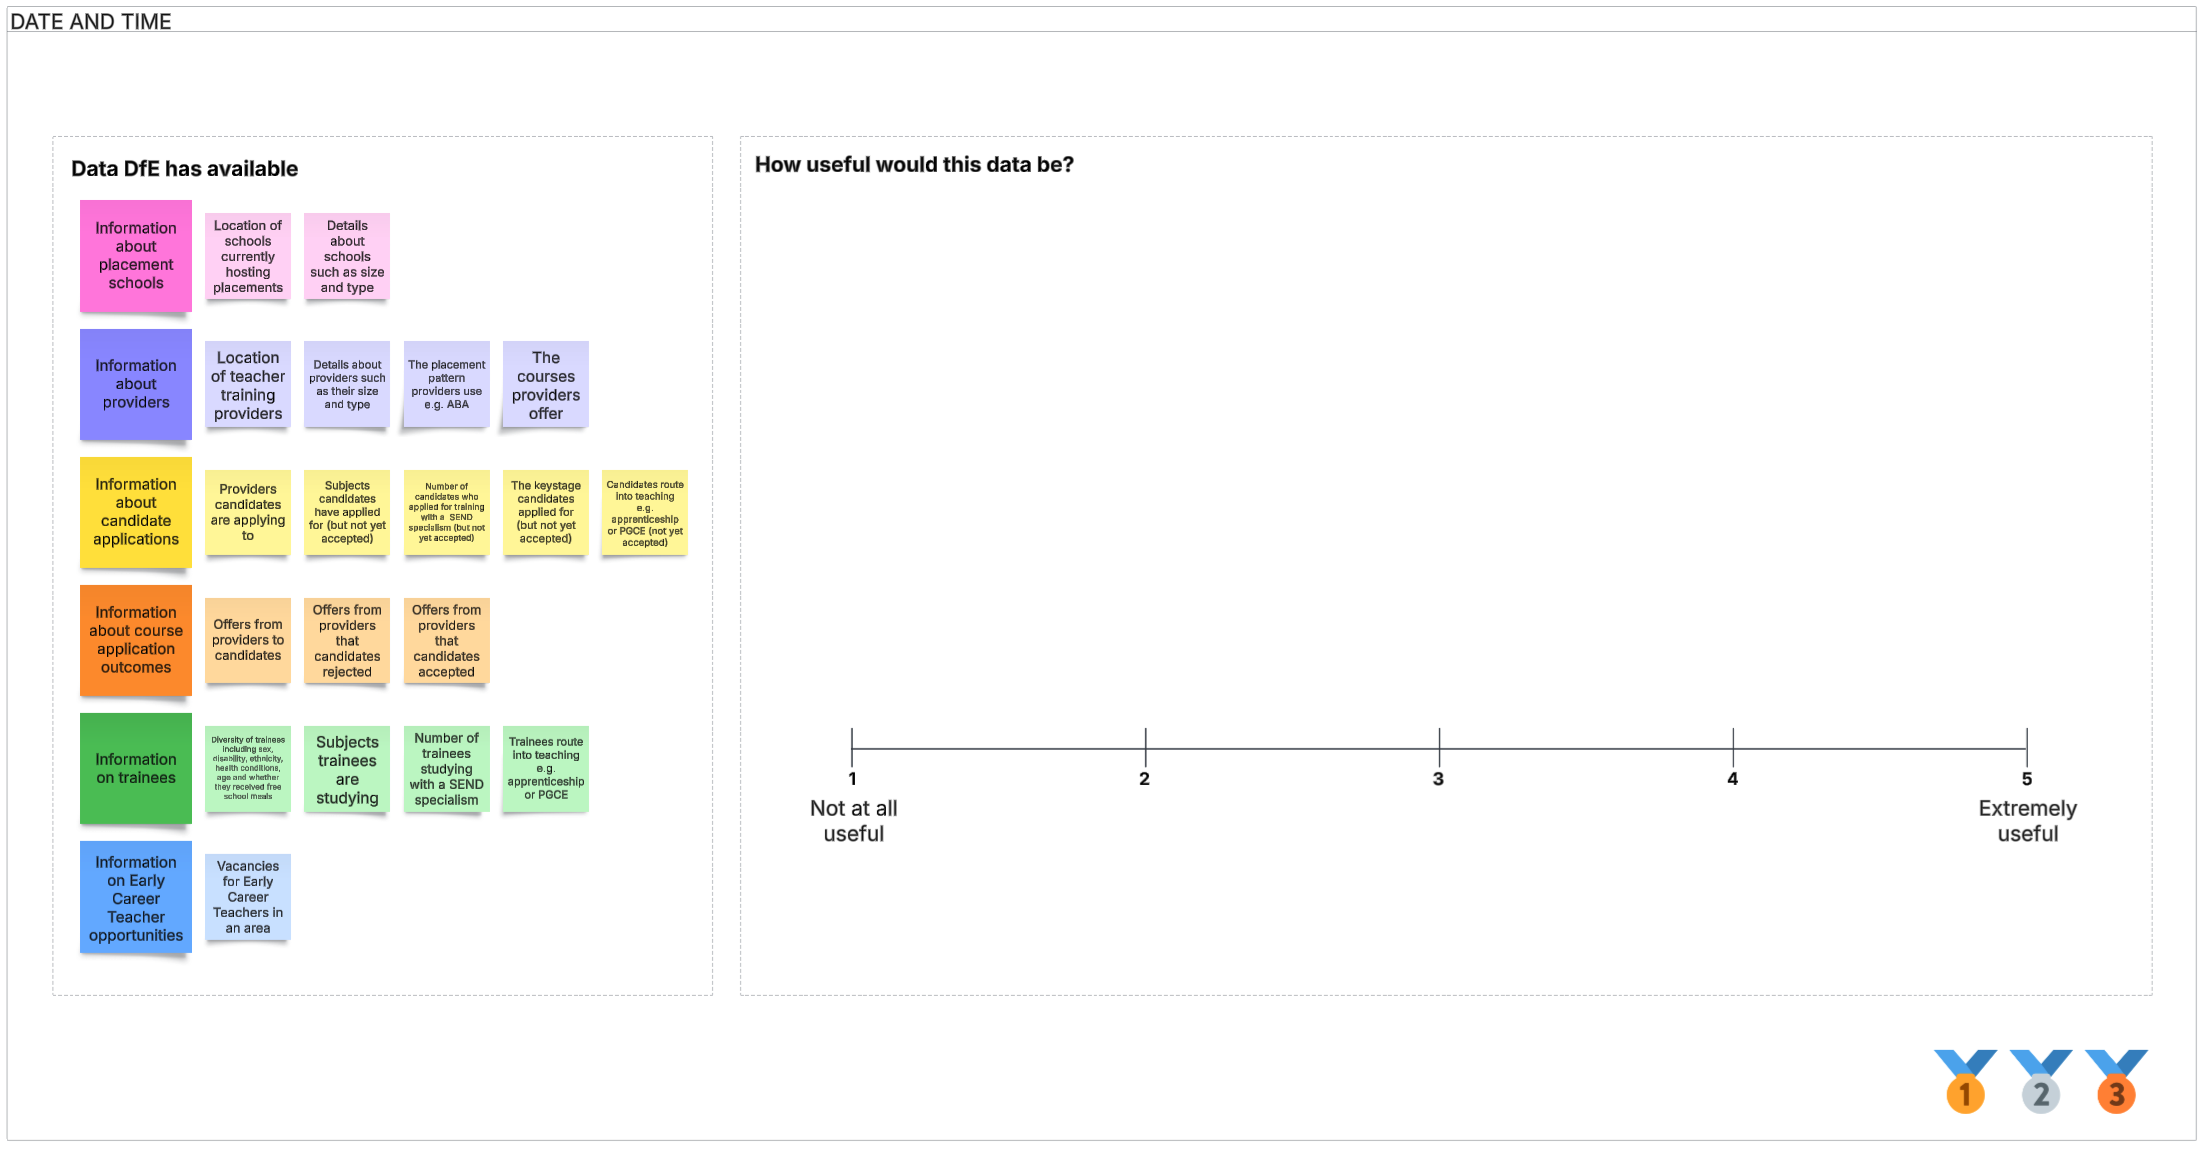 DATE AND TIME
Data DfE has available
Information
about
placement
schools
Location of
schools
currently
hosting
placements
Details
about
schools
such as size
and type
Information
about
providers
Location
of teacher
training
providers
Details about
providers such
as their size
and type
The placement
pattern
providers use
e.g. ABA
The
courses
providers
offer
Information
about
candidate
applications
Providers
candidates
are applying
to
Subjects
candidates
have applied
for (but not yet
accepted)
Number of
candidates who
applied for training
with a SEND
specialism (but not
yet accepted)
The keystage
candidates
applied for
(but not yet
accepted)
Candidates route
into teaching
e.g.
apprenticeship
or PGCE (not yet
accepted)
Information
about course
application
outcomes
Offers from
providers to
candidates
Offers from
providers
that
candidates
rejected
Offers from
providers
that
candidates
accepted
Information
on trainees
Diversity of trainees
including sex,
disability, ethnicity,
health conditions,
age and whether
they received free
school meals
Subjects
trainees
are
studying
Number of
trainees
studying
with a SEND
specialism
Trainees route
into teaching
e.g.
apprenticeship
or PGCE
Information
on Early
Career
Teacher
opportunities
Vacancies
for Early
Career
Teachers in
an area
How useful would this data be?
1
2
3
4
5
Not at all
useful
Extremely
useful
1
2
3